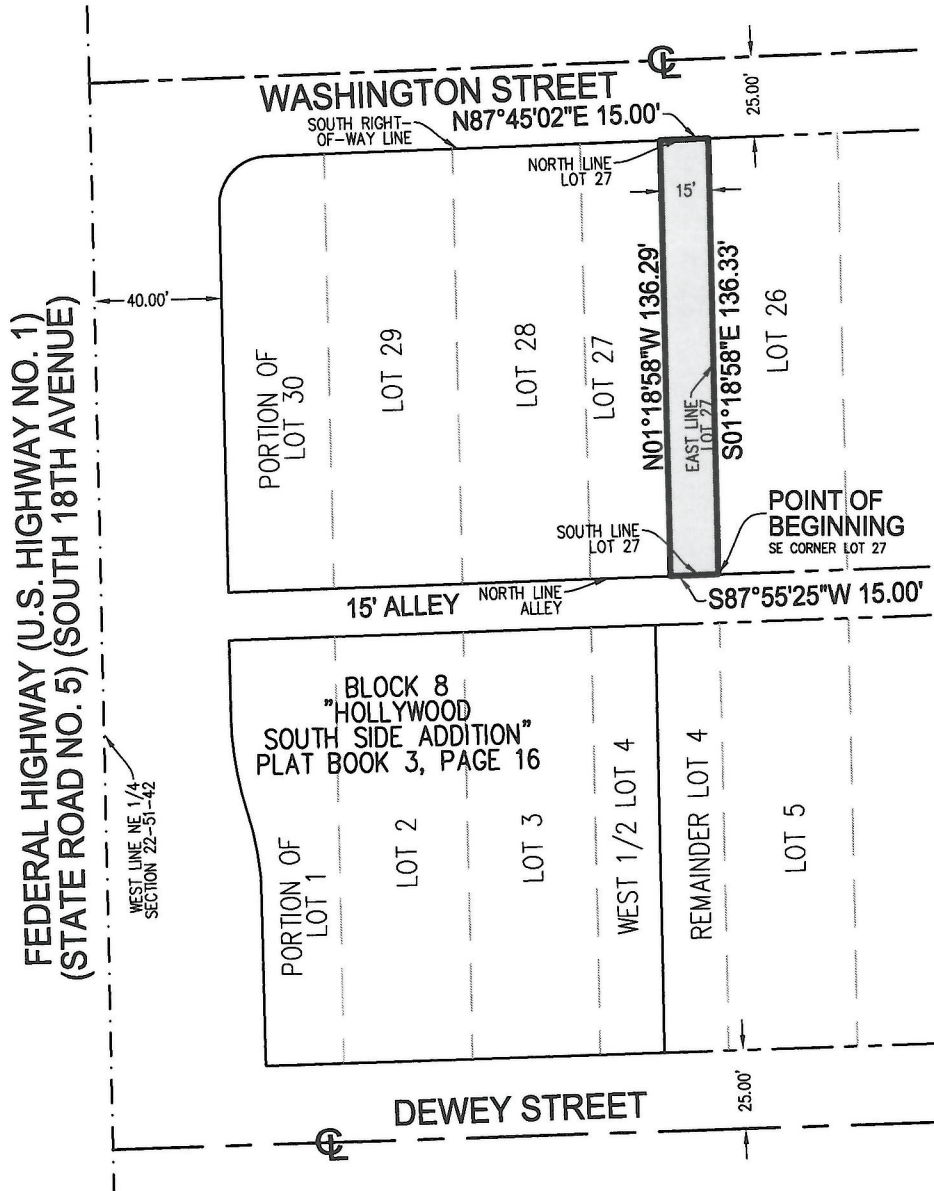 ℄
WASHINGTON STREET
25.00'
SOUTH RIGHT-
OF-WAY LINE
N87°45'02"E 15.00'
NORTH LINE
LOT 27
15'
40.00'
FEDERAL HIGHWAY (U.S. HIGHWAY NO. 1)
(STATE ROAD NO. 5) (SOUTH 18TH AVENUE)
PORTION OF
LOT 30
LOT 29
LOT 28
LOT 27
N01°18'58"W 136.29'
EAST LINE
LOT 27
S01°18'58"E 136.33'
LOT 26
SOUTH LINE
LOT 27
POINT OF
BEGINNING
SE CORNER LOT 27
15' ALLEY
NORTH LINE
ALLEY
S87°55'25"W 15.00'
BLOCK 8
"HOLLYWOOD
SOUTH SIDE ADDITION"
PLAT BOOK 3, PAGE 16
WEST LINE NE 1/4
SECTION 22-51-42
PORTION OF
LOT 1
LOT 2
LOT 3
WEST 1/2 LOT 4
REMAINDER LOT 4
LOT 5
DEWEY STREET
25.00'
℄